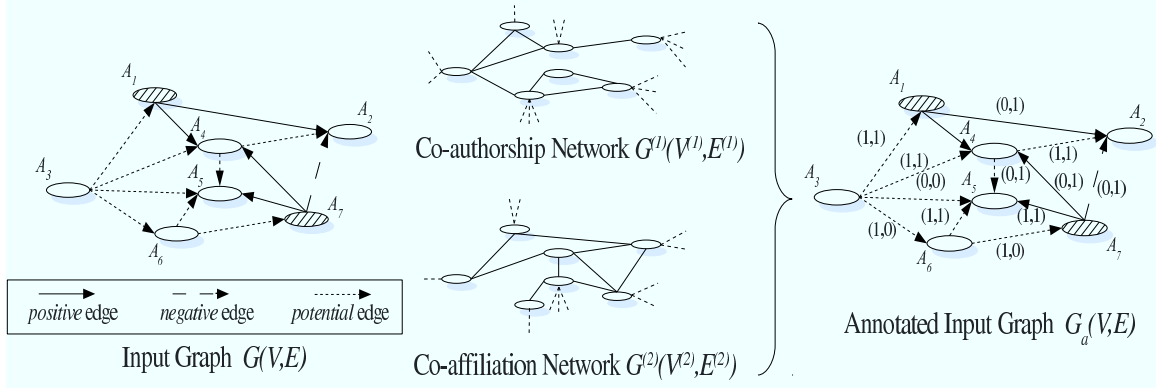 A1
A2
A4
A3
A5
A7
A6
positive edge
negative edge
potential edge
Input Graph G(V,E)
Co-authorship Network G^(1)(V^(1),E^(1))
Co-affiliation Network G^(2)(V^(2),E^(2))
A1
(0,1)
A2
A4
(1,1)
(1,1)
(1,1)
A3
(0,0)
A5
(0,1)
(0,1)
(0,1)
(1,1)
(1,1)
(1,0)
A7
A6
(1,0)
Annotated Input Graph Ga(V,E)